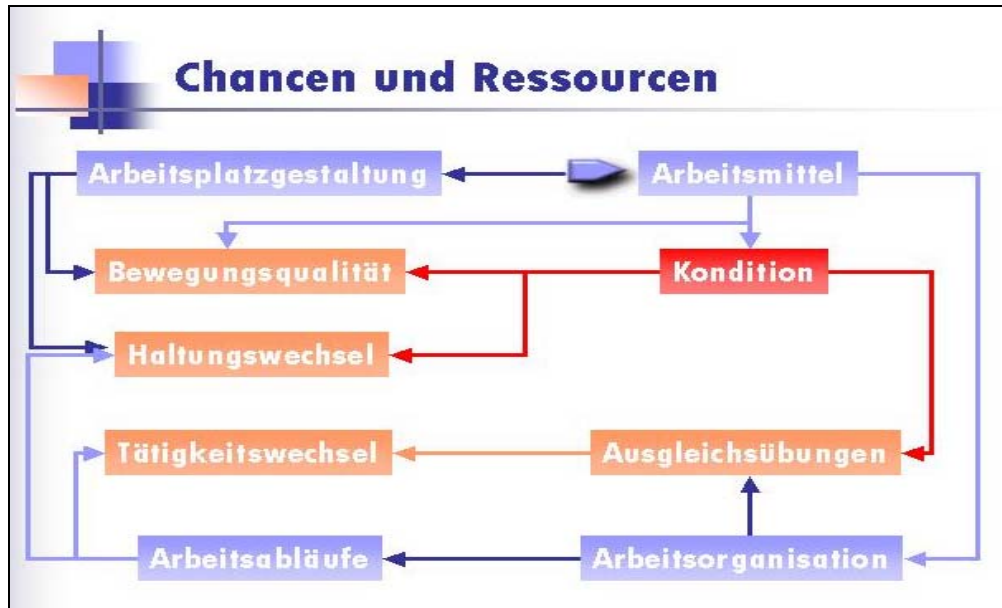 Chancen und Ressourcen
Arbeitsplatzgestaltung
Arbeitsmittel
Bewegungsqualität
Kondition
Haltungswechsel
Tätigkeitswechsel
Ausgleichsübungen
Arbeitsabläufe
Arbeitsorganisation